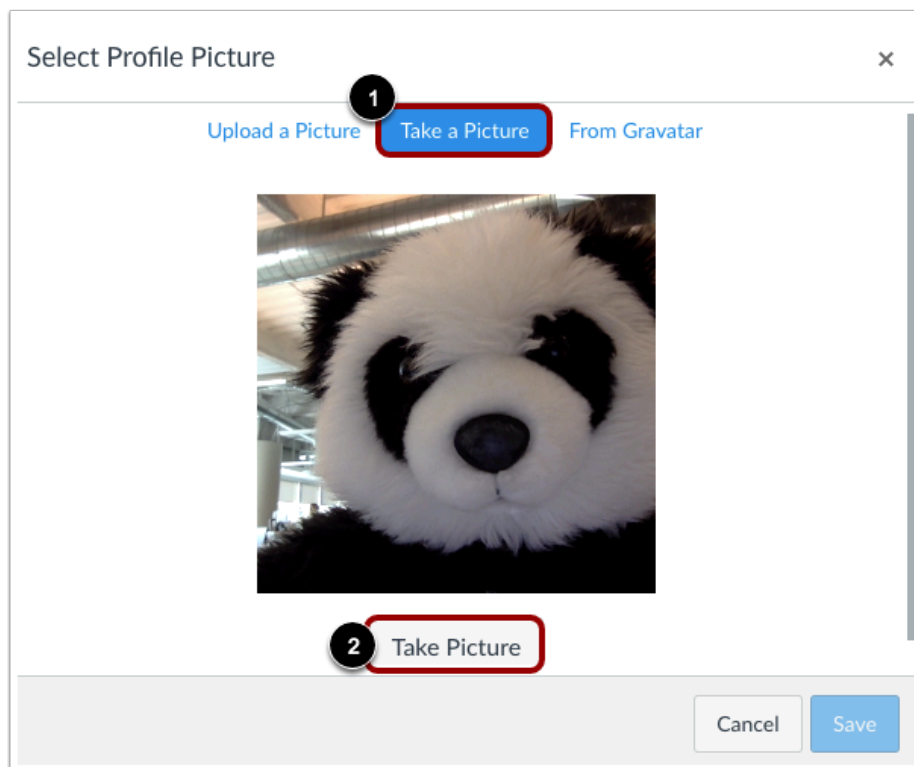 Select Profile Picture ×
1
Upload a Picture Take a Picture From Gravatar
2 Take Picture
Cancel Save